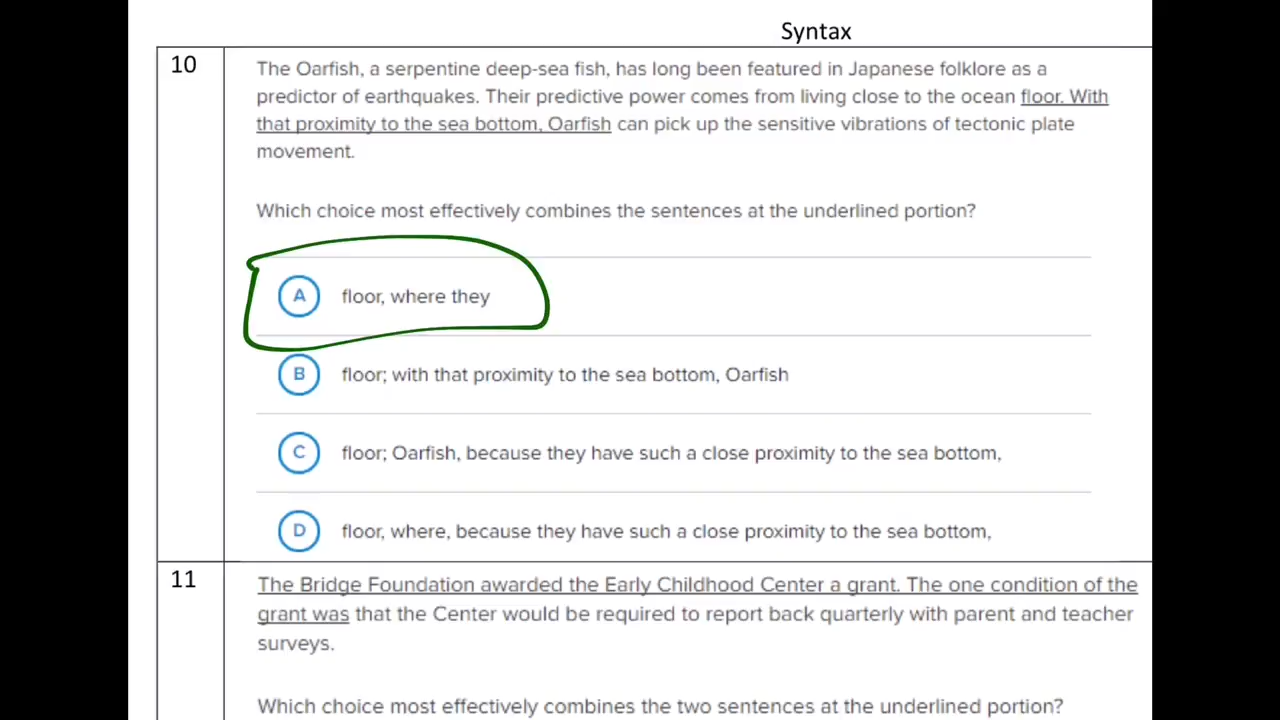 Syntax
10
The Oarfish, a serpentine deep-sea fish, has long been featured in Japanese folklore as a
predictor of earthquakes. Their predictive power comes from living close to the ocean floor. With
that proximity to the sea bottom, Oarfish can pick up the sensitive vibrations of tectonic plate
movement.
Which choice most effectively combines the sentences at the underlined portion?
A floor, where they
B floor; with that proximity to the sea bottom, Oarfish
C floor; Oarfish, because they have such a close proximity to the sea bottom,
D floor, where, because they have such a close proximity to the sea bottom,
11
The Bridge Foundation awarded the Early Childhood Center a grant. The one condition of the
grant was that the Center would be required to report back quarterly with parent and teacher
surveys.
Which choice most effectively combines the two sentences at the underlined portion?